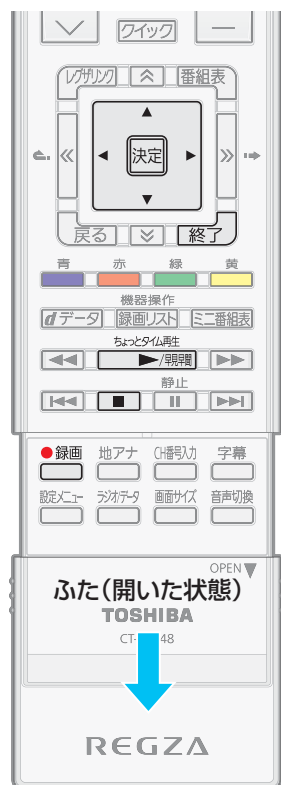 クイック
レグザリンク 番組表
決定
戻る 終了
青 赤 緑 黄
機器操作
dデータ 録画リスト ミニ番組表
ちょっとタイム再生
静止
録画 地アナ CH番号入力 字幕
設定メニュー ラジオ/データ 画面サイズ 音声切換
OPEN
ふた(開いた状態)
TOSHIBA
CT- 48
REGZA